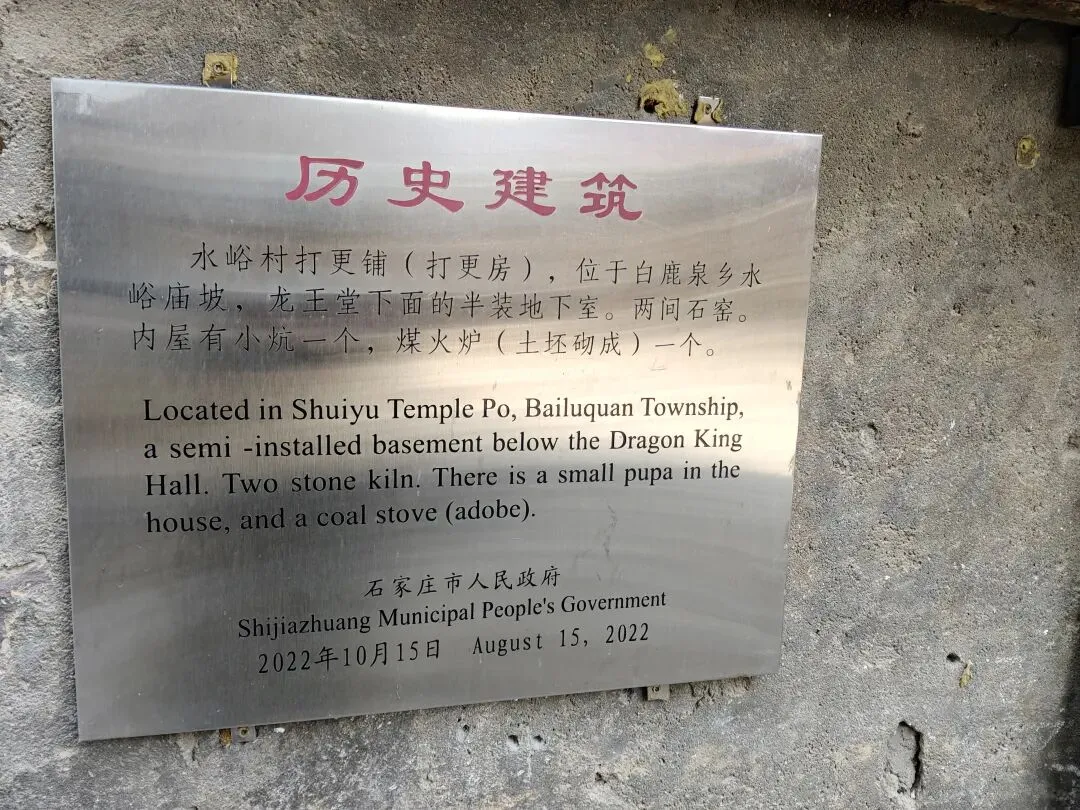 历史建筑
水峪村打更铺（打更房），位于白鹿泉乡水
峪庙坡，龙王堂下面的半装地下室。两间石窑。
内屋有小炕一个，煤火炉（土坯砌成）一个。
Located in Shuiyu Temple Po, Bailuquan Township,
a semi -installed basement below the Dragon King
Hall. Two stone kiln. There is a small pupa in the
house, and a coal stove (adobe).
石家庄市人民政府
Shijiazhuang Municipal People's Government
2022年10月15日 August 15, 2022